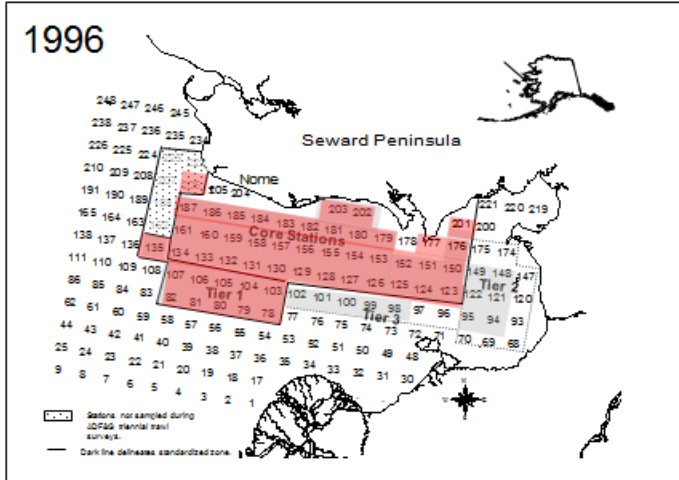 1996
Seward Peninsula
Nome
248 247 246 245
238 237 236 235 234
226 225 224
210 209 208
205 204
191 190 189
165 164 163
138 137 136 135
111 110 109 108
86 85 84 83
62 61 60 59 58 57 56 55 54 53
44 43 42 41 40 39 38 37 36 35 34 33 32 31 30
25 24 23 22 21 20 19 18 17
9 8 7 6 5 4 3 2 1
187 186 185 184 183 182 181 180 179 178 177 176 175 174
203 202
201 200
221 220 219
Core Stations
161 160 159 158 157 156 155 154 153 152 151 150 149 148 147
134 133 132 131 130 129 128 127 126 125 124 123 122 121 120
107 106 105 104 103 102 101 100 99 98 97 96 95 94 93
Tier 1
Tier 2
Tier 3
82 81 80 79 78 77 76 75 74 73 72 71 70 69 68
52 51 50 49 48
Stations not sampled during
ADF&G triennial trawl
surveys.
Dark line delineates standardized zone.